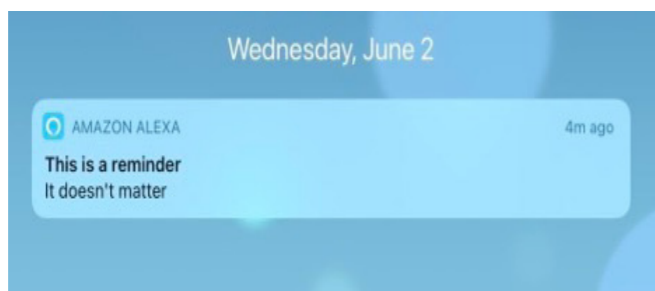 Wednesday, June 2
AMAZON ALEXA 4m ago
This is a reminder
It doesn't matter